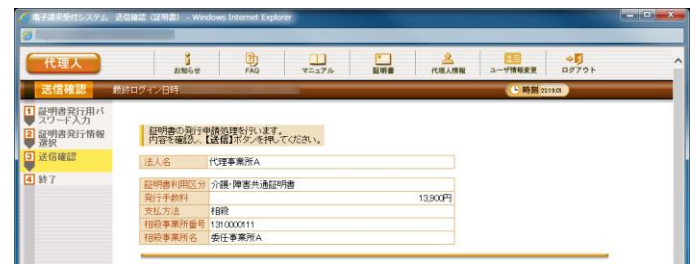 電子請求受付システム 送信確認(証明書) - Windows Internet Explorer
代理人
お知らせ
FAQ
マニュアル
証明書
代理人情報
ユーザ情報変更
ログアウト
送信確認
最終ログイン日時
時刻 22:19:01
1 証明書発行用パスワード入力
2 証明書発行情報選択
3 送信確認
4 終了
証明書の発行申請処理を行います。
内容を確認し、【送信】ボタンを押してください。
法人名 代理事業所A
証明書利用区分 介護・障害共通証明書
発行手数料 13,900円
支払方法 相殺
相殺事業所番号 1310000111
相殺事業所名 委任事業所A